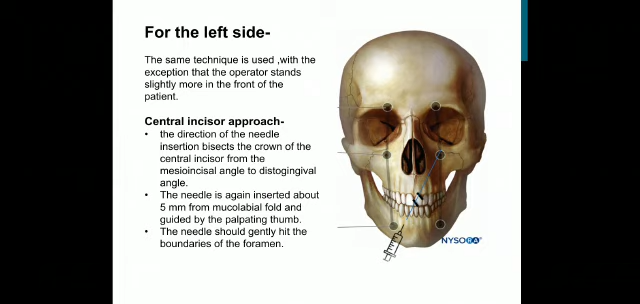 For the left side-
The same technique is used ,with the
exception that the operator stands
slightly more in the front of the
patient.
Central incisor approach-
• the direction of the needle
insertion bisects the crown of the
central incisor from the
mesioincisal angle to distogingival
angle.
• The needle is again inserted about
5 mm from mucolabial fold and
guided by the palpating thumb.
• The needle should gently hit the
boundaries of the foramen.
NYSORA®